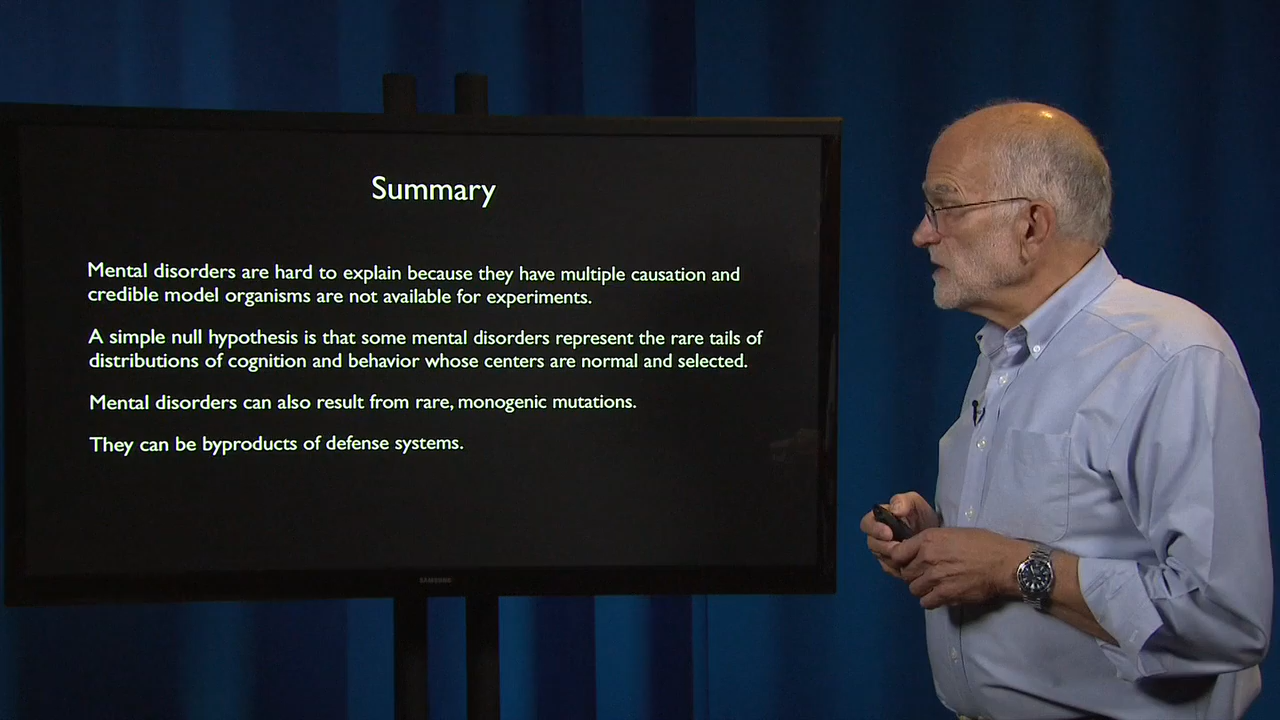 Summary
Mental disorders are hard to explain because they have multiple causation and
credible model organisms are not available for experiments.
A simple null hypothesis is that some mental disorders represent the rare tails of
distributions of cognition and behavior whose centers are normal and selected.
Mental disorders can also result from rare, monogenic mutations.
They can be byproducts of defense systems.
SAMSUNG